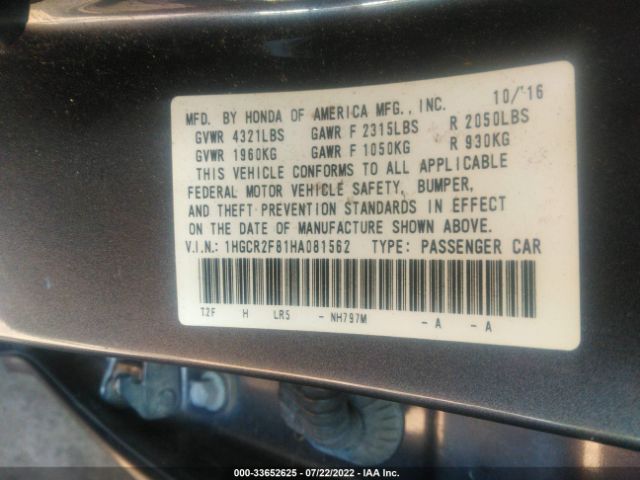 10/'16
MFD. BY HONDA OF AMERICA MFG., INC.
GVWR 4321LBS GAWR F 2315LBS R 2050LBS
GVWR 1960KG GAWR F 1050KG R 930KG
THIS VEHICLE CONFORMS TO ALL APPLICABLE
FEDERAL MOTOR VEHICLE SAFETY, BUMPER,
AND THEFT PREVENTION STANDARDS IN EFFECT
ON THE DATE OF MANUFACTURE SHOWN ABOVE.
V.I.N.: 1HGCR2F81HA081562 TYPE: PASSENGER CAR
T2F H LR5 - NH797M - A - A
000-33652625 - 07/22/2022 - IAA Inc.